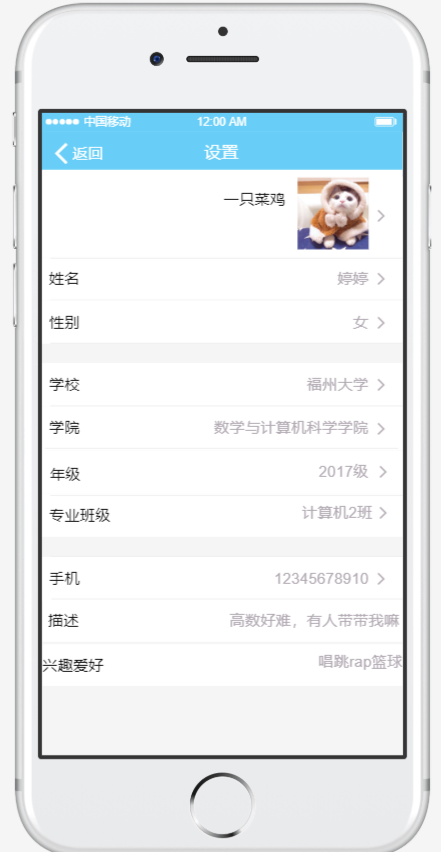 中国移动 12:00 AM
返回 设置
一只菜鸡
姓名 婷婷
性别 女
学校 福州大学
学院 数学与计算机科学学院
年级 2017级
专业班级 计算机2班
手机 12345678910
描述 高数好难，有人带带我嘛
兴趣爱好 唱跳rap篮球